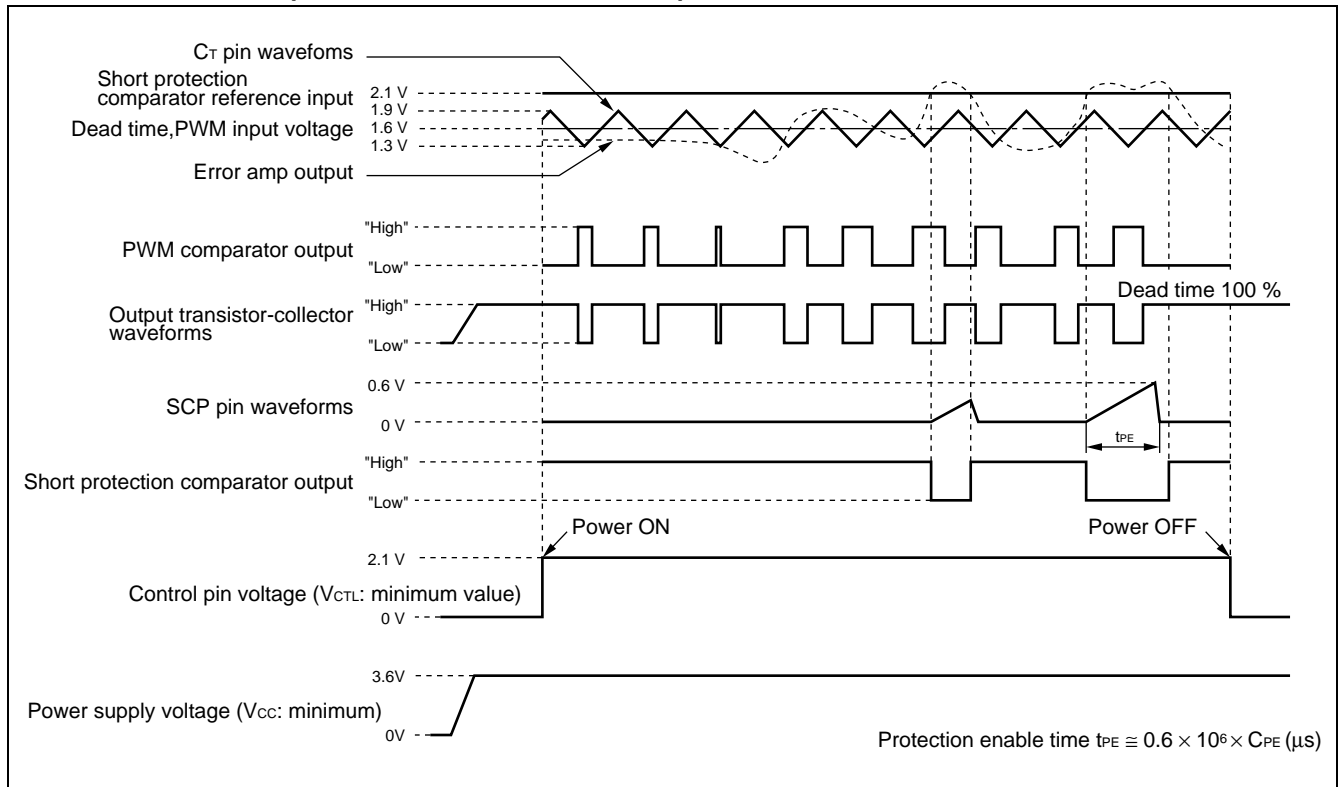 CT pin wavefoms
Short protection
comparator reference input
2.1 V
1.9 V
Dead time,PWM input voltage
1.6 V
1.3 V
Error amp output
"High"
PWM comparator output
"Low"
Dead time 100 %
"High"
Output transistor-collector
waveforms
"Low"
0.6 V
SCP pin waveforms
0 V
tPE
"High"
Short protection comparator output
"Low"
Power ON
Power OFF
2.1 V
Control pin voltage (VCTL: minimum value)
0 V
3.6V
Power supply voltage (VCC: minimum)
0V
Protection enable time tPE ≅ 0.6 × 10⁶ × CPE (μs)